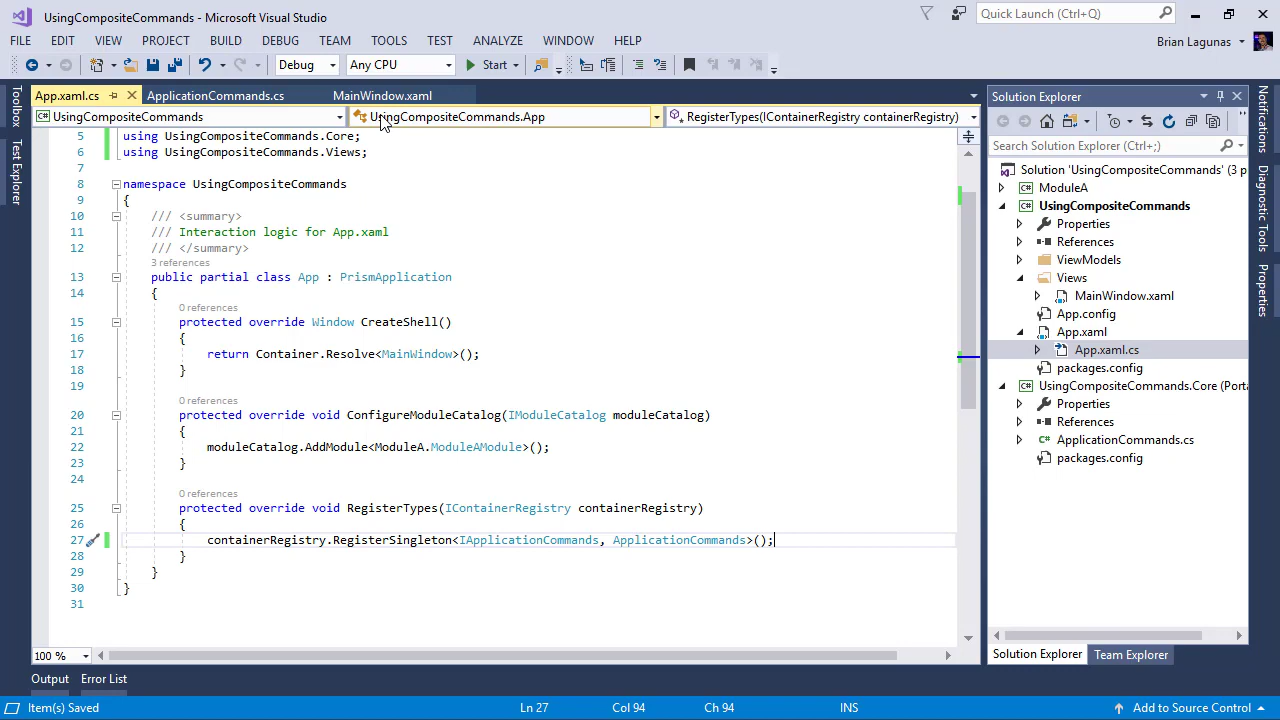 UsingCompositeCommands - Microsoft Visual Studio
Quick Launch (Ctrl+Q)
FILE EDIT VIEW PROJECT BUILD DEBUG TEAM TOOLS TEST ANALYZE WINDOW HELP
Brian Lagunas
Debug Any CPU Start
Toolbox
Test Explorer
App.xaml.cs ApplicationCommands.cs MainWindow.xaml
UsingCompositeCommands UsingCompositeCommands.App RegisterTypes(IContainerRegistry containerRegistry)
5 using UsingCompositeCommands.Core;
6 using UsingCompositeCommands.Views;
7
8 namespace UsingCompositeCommands
9 {
10 /// <summary>
11 /// Interaction logic for App.xaml
12 /// </summary>
3 references
13 public partial class App : PrismApplication
14 {
0 references
15 protected override Window CreateShell()
16 {
17 return Container.Resolve<MainWindow>();
18 }
19
0 references
20 protected override void ConfigureModuleCatalog(IModuleCatalog moduleCatalog)
21 {
22 moduleCatalog.AddModule<ModuleA.ModuleAModule>();
23 }
24
0 references
25 protected override void RegisterTypes(IContainerRegistry containerRegistry)
26 {
27 containerRegistry.RegisterSingleton<IApplicationCommands, ApplicationCommands>();
28 }
29 }
30 }
31
100 %
Solution Explorer
Search Solution Explorer (Ctrl+;)
Solution 'UsingCompositeCommands' (3 p
ModuleA
UsingCompositeCommands
Properties
References
ViewModels
Views
MainWindow.xaml
App.config
App.xaml
App.xaml.cs
packages.config
UsingCompositeCommands.Core (Porta
Properties
References
ApplicationCommands.cs
packages.config
Solution Explorer Team Explorer
Notifications
Diagnostic Tools
Properties
Output Error List
Item(s) Saved Ln 27 Col 94 Ch 94 INS Add to Source Control